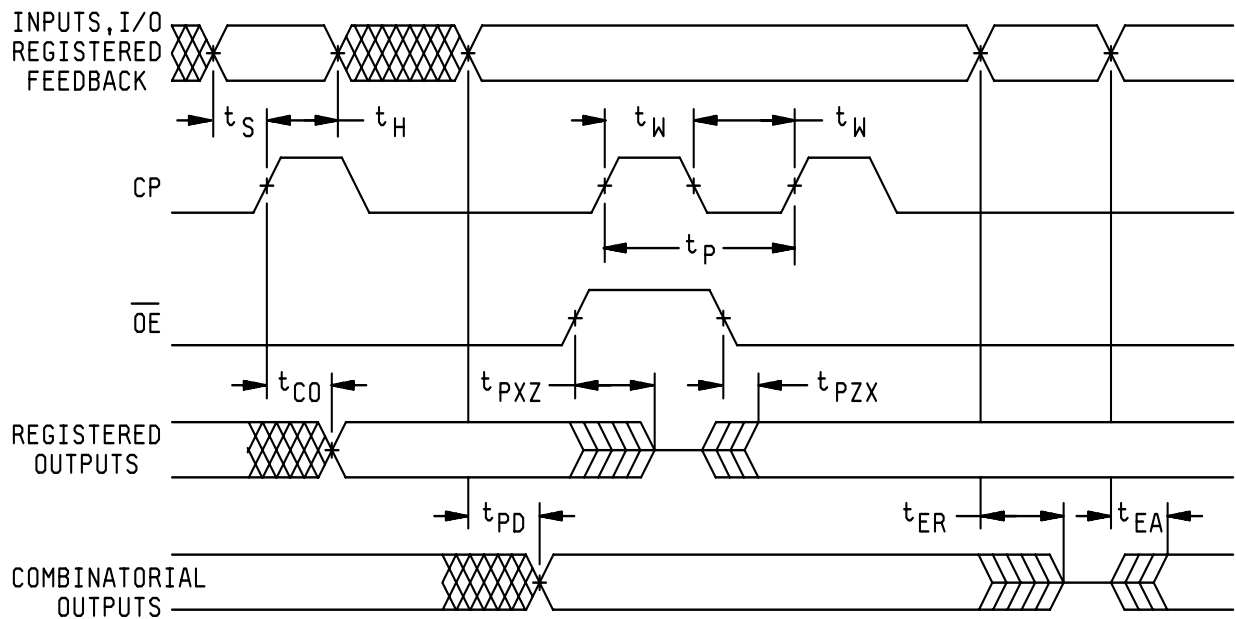 INPUTS, I/O
REGISTERED
FEEDBACK
tS
tH
tW
tW
CP
tP
OE
tCO
tPXZ
tPZX
REGISTERED
OUTPUTS
tPD
tER
tEA
COMBINATORIAL
OUTPUTS